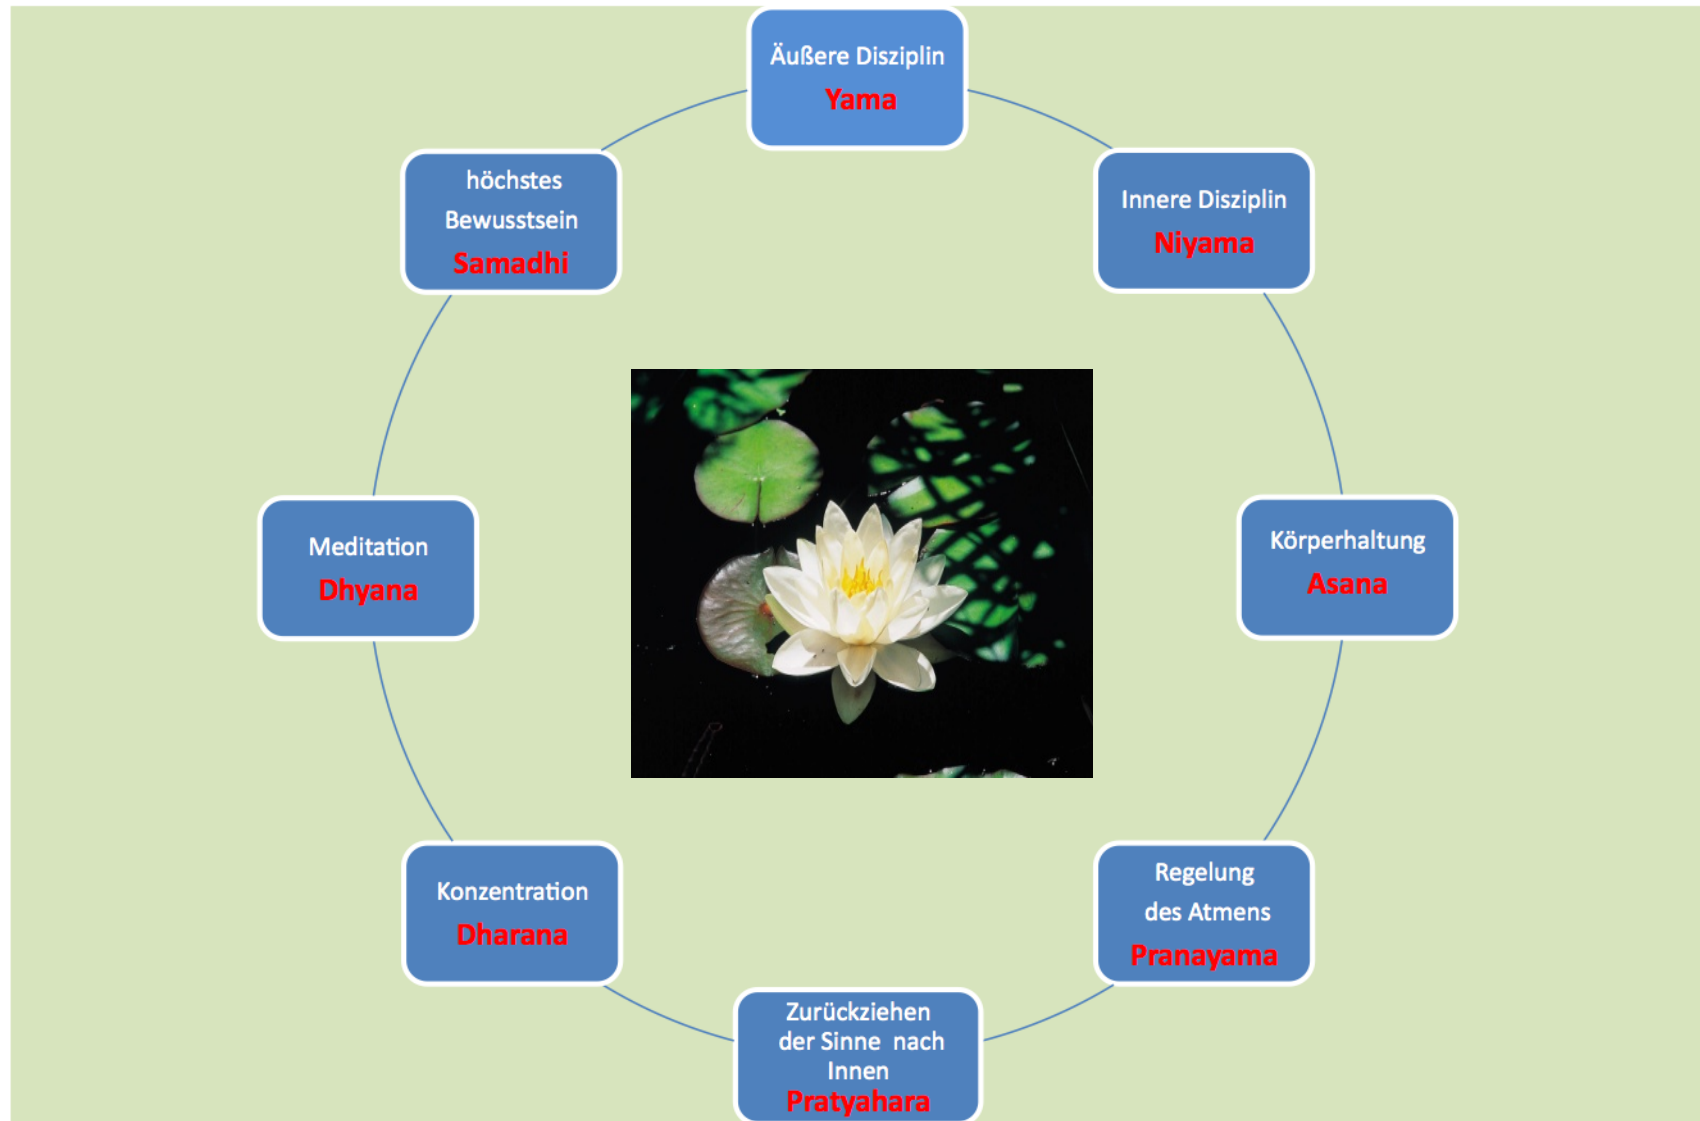 Äußere Disziplin
Yama
Innere Disziplin
Niyama
Körperhaltung
Asana
Regelung
des Atmens
Pranayama
Zurückziehen
der Sinne nach
Innen
Pratyahara
Konzentration
Dharana
Meditation
Dhyana
höchstes
Bewusstsein
Samadhi